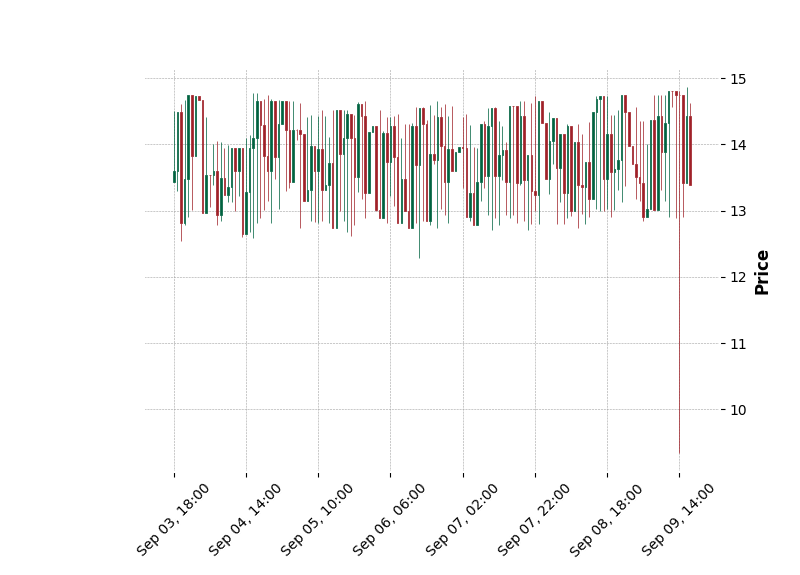 15
14
13
12
11
10
Price
Sep 03, 18:00
Sep 04, 14:00
Sep 05, 10:00
Sep 06, 06:00
Sep 07, 02:00
Sep 07, 22:00
Sep 08, 18:00
Sep 09, 14:00